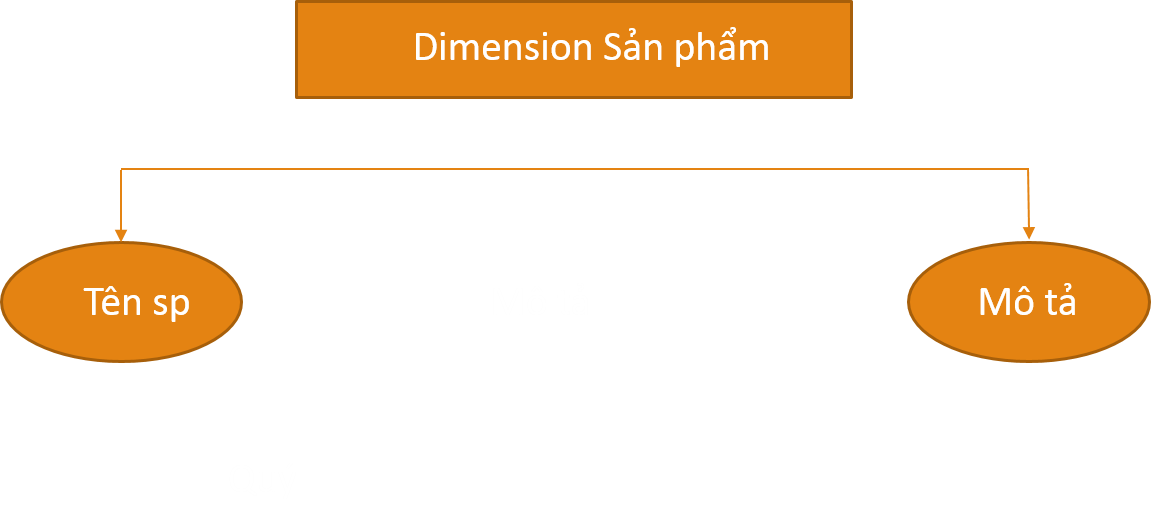 Dimension Sản phẩm
Tên sp
Mô tả